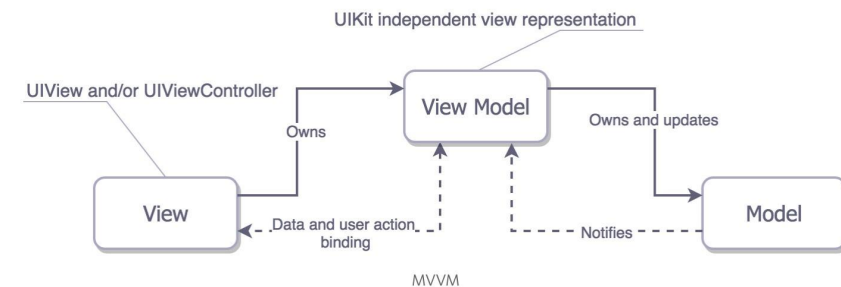 UIKit independent view representation
UIView and/or UIViewController
View Model
Owns
Owns and updates
View
Data and user action
binding
Notifies
Model
MVVM